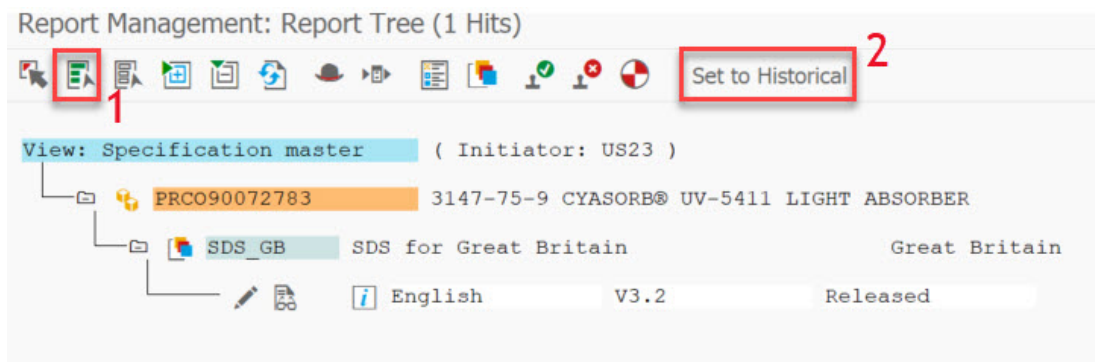 Report Management: Report Tree (1 Hits)
Set to Historical 2
1
View: Specification master ( Initiator: US23 )
PRCO90072783 3147-75-9 CYASORB® UV-5411 LIGHT ABSORBER
SDS_GB SDS for Great Britain Great Britain
i English V3.2 Released